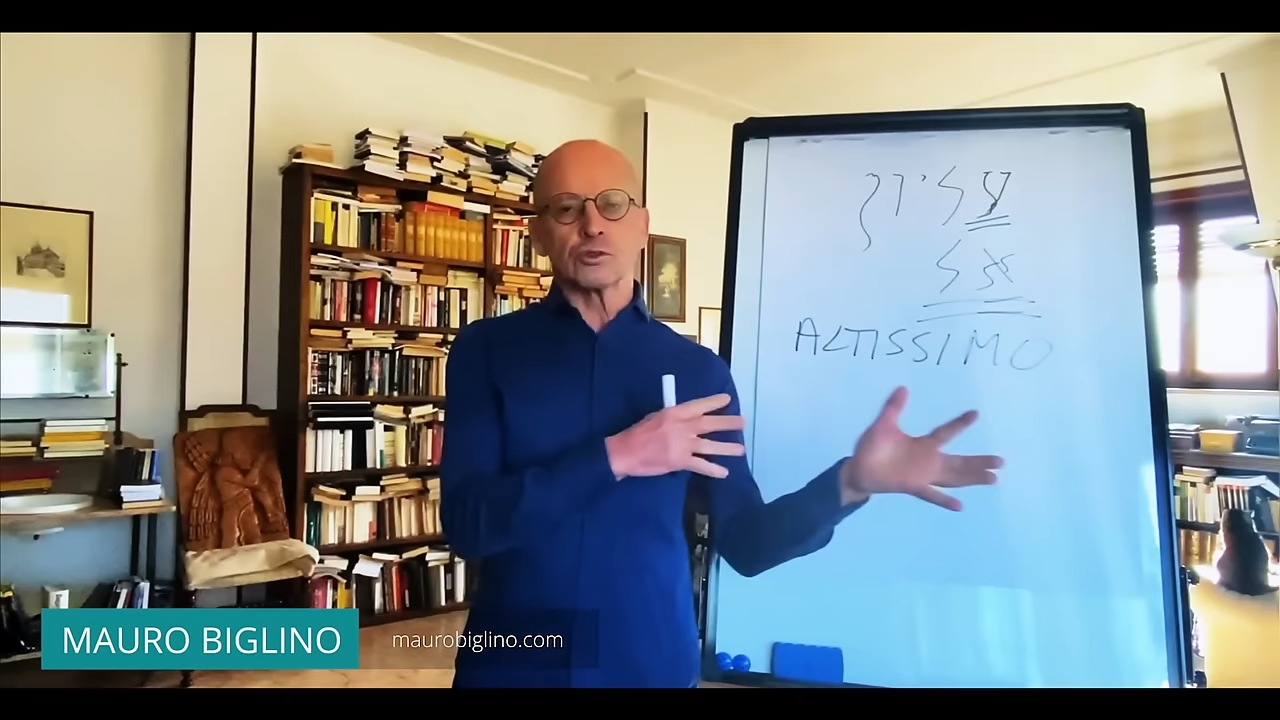 עליון
אל
ALTISSIMO
MAURO BIGLINO
maurobiglino.com